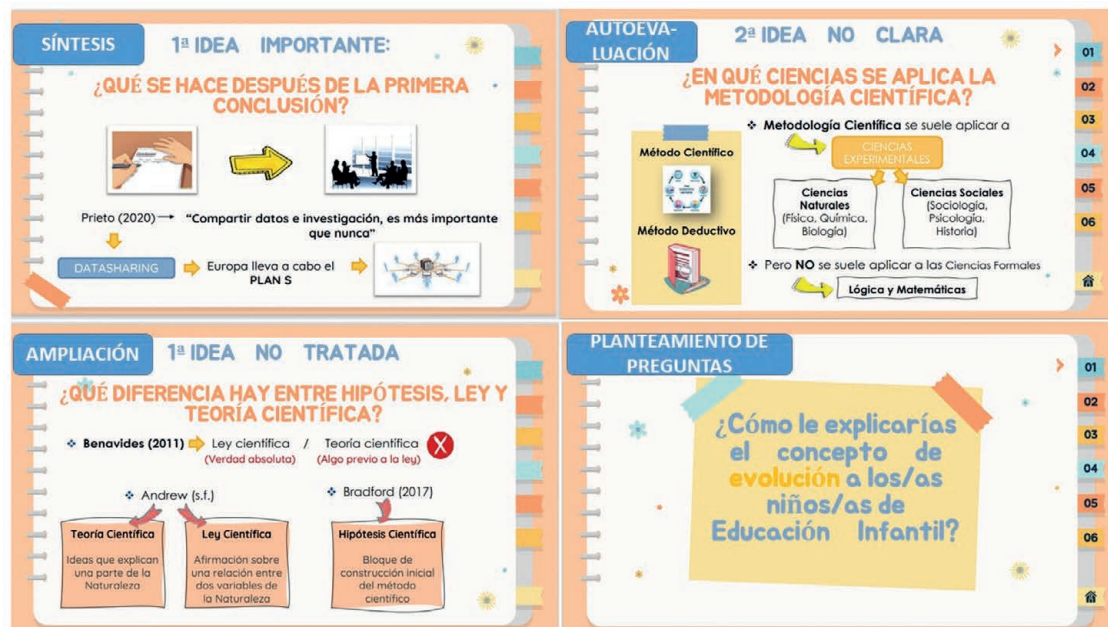 SÍNTESIS
1ª IDEA IMPORTANTE:
¿QUÉ SE HACE DESPUÉS DE LA PRIMERA
CONCLUSIÓN?
Prieto (2020)
"Compartir datos e investigación, es más importante
que nunca"
DATASHARING
Europa lleva a cabo el
PLAN S
AUTOEVA-
LUACIÓN
2ª IDEA NO CLARA
¿EN QUÉ CIENCIAS SE APLICA LA
METODOLOGÍA CIENTÍFICA?
Metodología Científica se suele aplicar a
CIENCIAS
EXPERIMENTALES
Método Científico
Método Deductivo
Ciencias
Naturales
(Física, Química,
Biología)
Ciencias Sociales
(Sociología,
Psicología,
Historia)
Pero NO se suele aplicar a las Ciencias Formales
Lógica y Matemáticas
01
02
03
04
05
06
AMPLIACIÓN
1ª IDEA NO TRATADA
¿QUÉ DIFERENCIA HAY ENTRE HIPÓTESIS, LEY Y
TEORÍA CIENTÍFICA?
Benavides (2011) Ley científica / Teoría científica X
(Verdad absoluta) (Algo previo a la ley)
Andrew (s.f.)
Bradford (2017)
Teoría Científica
Ideas que explican
una parte de la
Naturaleza
Ley Científica
Afirmación sobre
una relación entre
dos variables de
la Naturaleza
Hipótesis Científica
Bloque de
construcción inicial
del método
científico
PLANTEAMIENTO DE
PREGUNTAS
¿Cómo le explicarías
el concepto de
evolución a los/as
niños/as de
Educación Infantil?
01
02
03
04
05
06